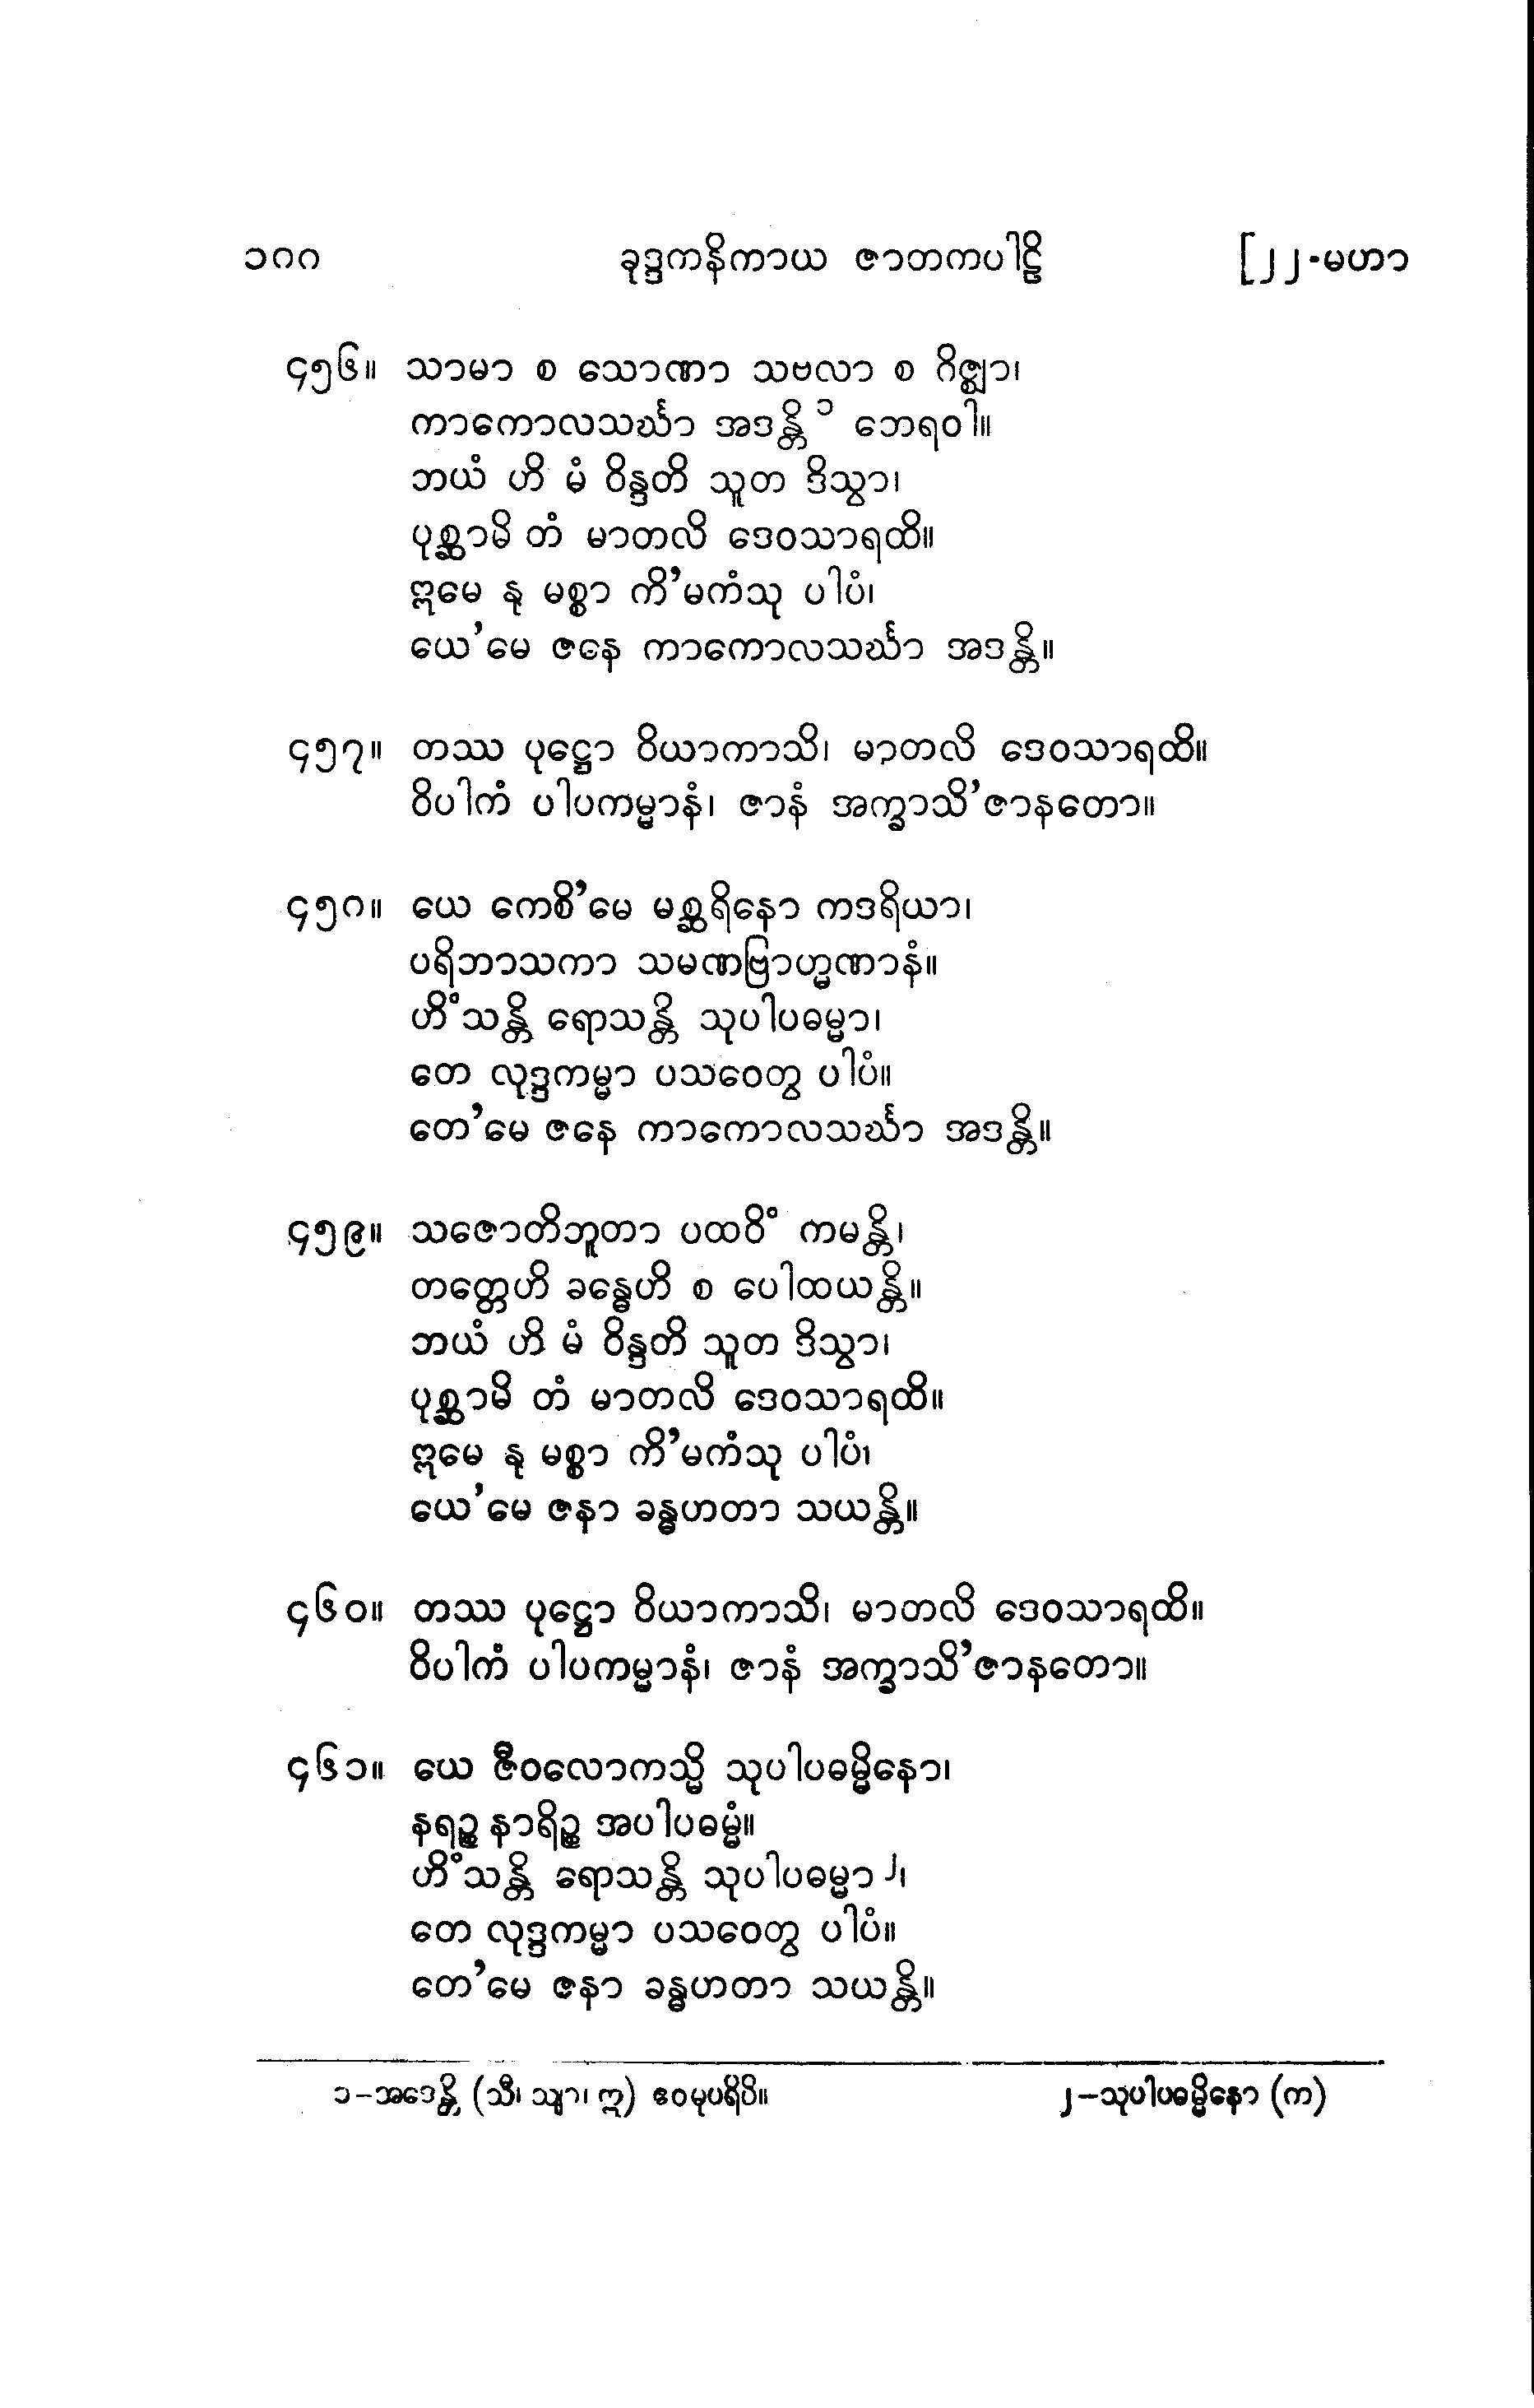 ၁၈၈ ခုဒ္ဒကနိကာယ ဇာတကပါဠိ [၂၂-မဟာ
၄၅၆။ သာမာ စ သောဏာ သဗလာ စ ဂိဇ္ဈာ၊
ကာကောလသင်္ဃာ အဒန္တိ ၁ ဘေရဝါ။
ဘယံ ဟိ မံ ဝိန္ဒတိ သူတ ဒိသွာ၊
ပုစ္ဆာမိ တံ မာတလိ ဒေဝသာရထိ။
ဣမေ နု မစ္စာ ကိ’မကံသု ပါပံ၊
ယေ’မေ ဇနေ ကာကောလသင်္ဃာ အဒန္တိ။
၄၅၇။ တဿ ပုဋ္ဌော ဝိယာကာသိ၊ မာတလိ ဒေဝသာရထိ။
ဝိပါကံ ပါပကမ္မာနံ၊ ဇာနံ အက္ခာသိ’ဇာနတော။
၄၅၈။ ယေ ကေစိ’မေ မစ္ဆရိနော ကဒရိယာ၊
ပရိဘာသကာ သမဏဗြာဟ္မဏာနံ။
ဟိံသန္တိ ရောသန္တိ သုပါပဓမ္မာ၊
တေ လုဒ္ဒကမ္မာ ပသဝေတွ ပါပံ။
တေ’မေ ဇနေ ကာကောလသင်္ဃာ အဒန္တိ။
၄၅၉။ သဇောတိဘူတာ ပထဝိံ ကမန္တိ၊
တတ္တေဟိ ခန္ဓေဟိ စ ပေါထယန္တိ။
ဘယံ ဟိ မံ ဝိန္ဒတိ သူတ ဒိသွာ၊
ပုစ္ဆာမိ တံ မာတလိ ဒေဝသာရထိ။
ဣမေ နု မစ္စာ ကိ’မကံသု ပါပံ၊
ယေ’မေ ဇနာ ခန္ဓဟတာ သယန္တိ။
၄၆၀။ တဿ ပုဋ္ဌော ဝိယာကာသိ၊ မာတလိ ဒေဝသာရထိ။
ဝိပါကံ ပါပကမ္မာနံ၊ ဇာနံ အက္ခာသိ’ဇာနတော။
၄၆၁။ ယေ ဇီဝလောကသ္မိ သုပါပဓမ္မိနော၊
နရဉ္စ နာရိဉ္စ အပါပဓမ္မံ။
ဟိံသန္တိ ရောသန္တိ သုပါပဓမ္မာ ၂၊
တေ လုဒ္ဒကမ္မာ ပသဝေတွ ပါပံ။
တေ’မေ ဇနာ ခန္ဓဟတာ သယန္တိ။
၁-အဒေန္တိ (သီ၊ သျာ၊ ဣ) ဧဝမုပရိပိ။ ၂-သုပါပဓမ္မိနော (က)